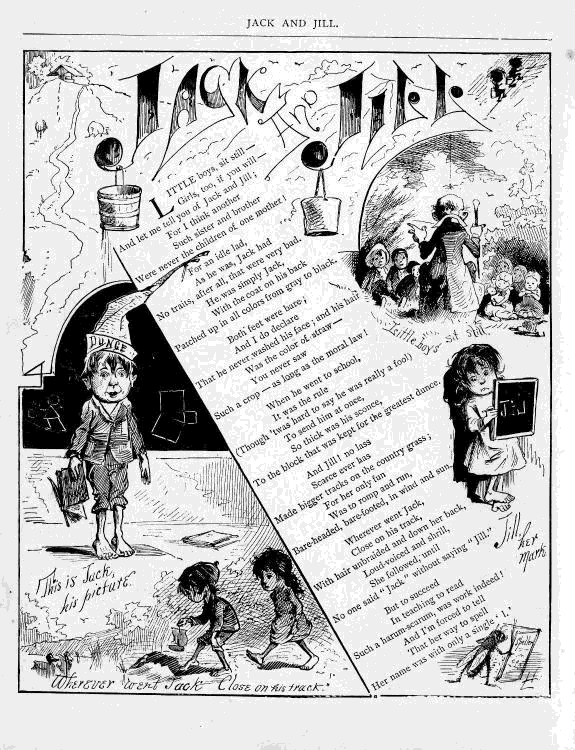 JACK AND JILL.
JACK AND JILL.
LITTLE boys, sit still—
Girls, too, if you will—
And let me tell you of Jack and Jill;
For I think another
Such sister and brother
Were never the children of one mother!
For an idle lad,
As he was, Jack had
No traits, after all, that were very bad.
He was simply Jack,
With the coat on his back
Patched up in all colors from gray to black.
Both feet were bare;
And I do declare
That he never washed his face; and his hair
Was the color of straw—
You never saw
Such a crop—as long as the moral law!
When he went to school,
It was the rule
(Though 'twas hard to say he was really a fool)
To send him at once,
So thick was his sconce,
To the block that was kept for the greatest dunce.
And Jill! no lass
Scarce ever has
Made bigger tracks on the country grass;
For her only fun
Was to romp and run,
Bare-headed, bare-footed, in wind and sun.
Wherever went Jack,
Close on his track,
With hair unbraided and down her back,
Loud-voiced and shrill,
She followed, until
No one said "Jack" without saying "Jill."
But to succeed
In teaching to read
Such a harum-scarum, was work indeed!
And I'm forced to tell
That her way to spell
Her name was with only a single "l."
Little boys sit still
DUNCE
This is Jack,
his picture.
Jil
Jill,
her
mark
Wherever went Jack Close on his track.